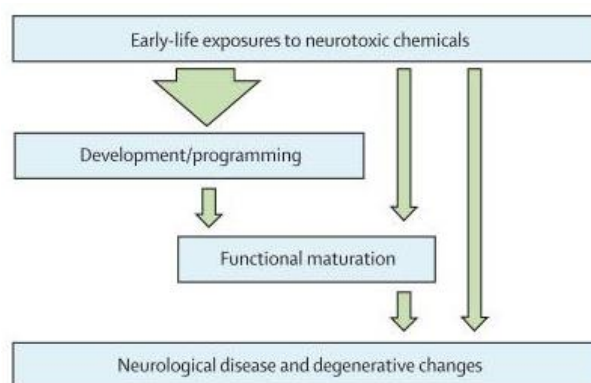 Early-life exposures to neurotoxic chemicals
Development/programming
Functional maturation
Neurological disease and degenerative changes